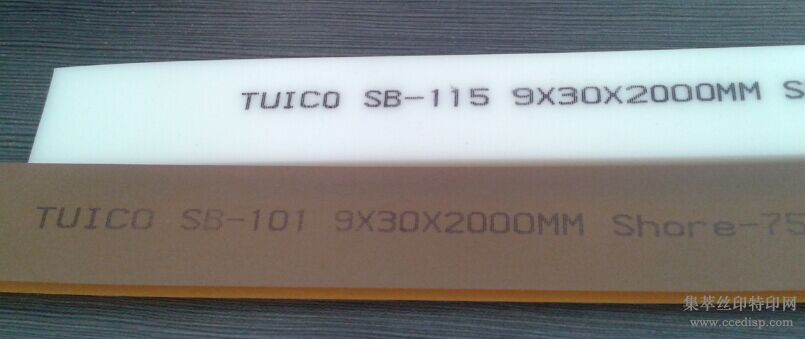 TUICO SB-115 9X30X2000MM S
TUICO SB-101 9X30X2000MM Shore-75
集萃丝印特印网
www.ccedisp.com